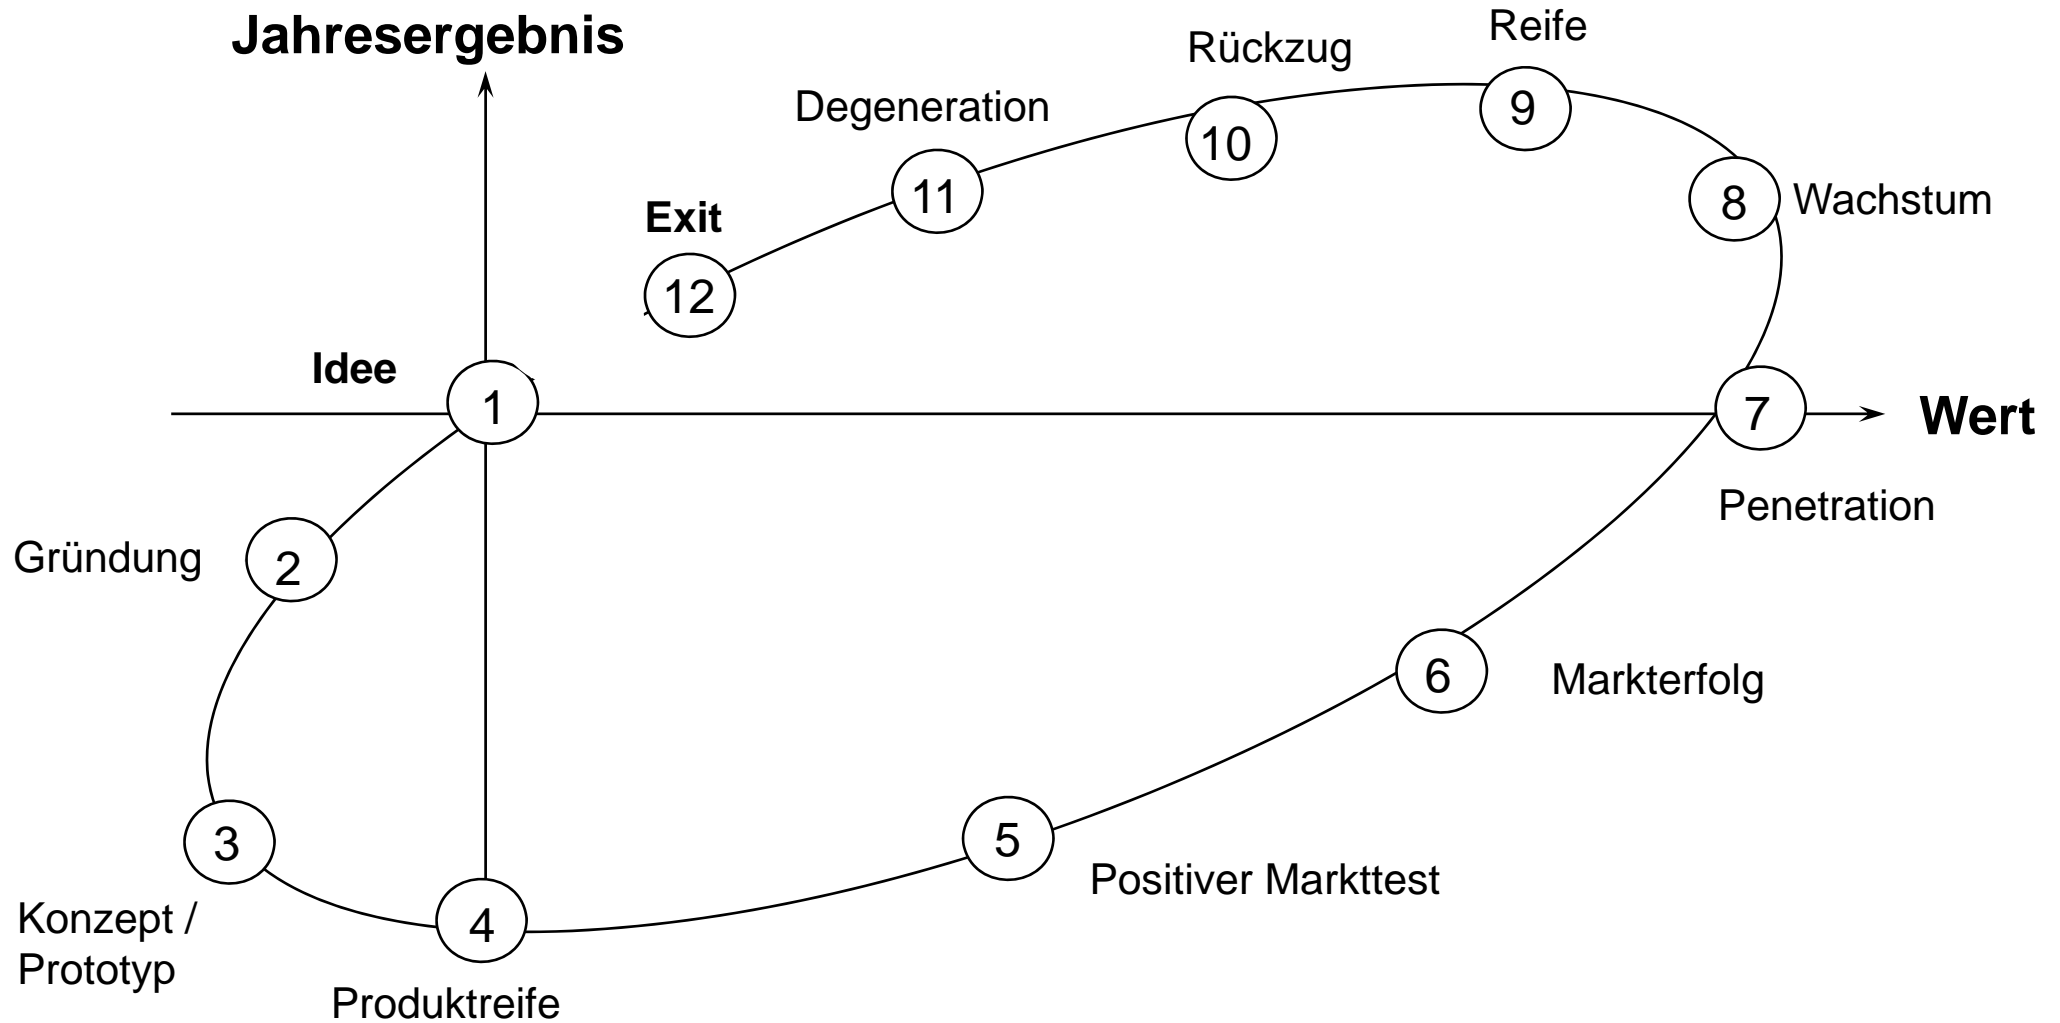 Jahresergebnis
Reife
Rückzug
Degeneration
9
10
11
8
Wachstum
Exit
12
Idee
1
7
Wert
Penetration
Gründung
2
6
Markterfolg
3
5
Positiver Markttest
Konzept /
Prototyp
4
Produktreife